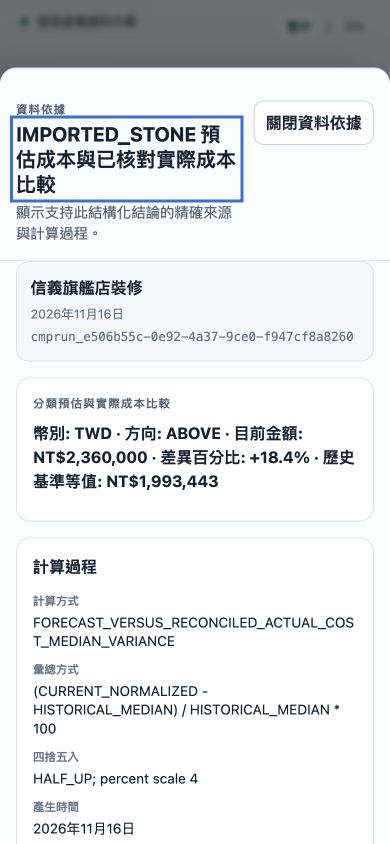 資料依據
IMPORTED_STONE 預
估成本與已核對實際成本
比較
關閉資料依據
顯示支持此結構化結論的精確來源
與計算過程。
信義旗艦店裝修
2026年11月16日
cmprun_e506b55c-0e92-4a37-9ce0-f947cf8a8260
分類預估與實際成本比較
幣別: TWD · 方向: ABOVE · 目前金額:
NT$2,360,000 · 差異百分比: +18.4% · 歷史
基準等值: NT$1,993,443
計算過程
計算方式
FORECAST_VERSUS_RECONCILED_ACTUAL_COS
T_MEDIAN_VARIANCE
彙總方式
(CURRENT_NORMALIZED -
HISTORICAL_MEDIAN) / HISTORICAL_MEDIAN *
100
四捨五入
HALF_UP; percent scale 4
產生時間
2026年11月16日